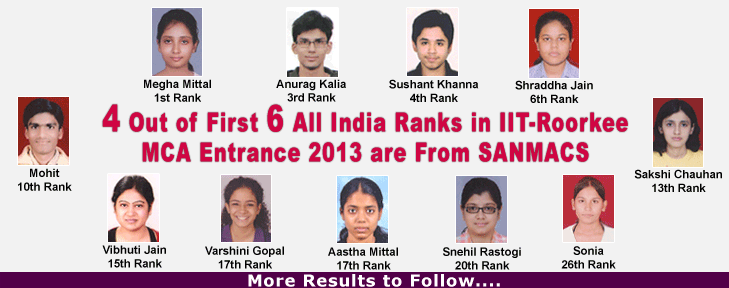 Megha Mittal
1st Rank
Anurag Kalia
3rd Rank
Sushant Khanna
4th Rank
Shraddha Jain
6th Rank
4 Out of First 6 All India Ranks in IIT-Roorkee
MCA Entrance 2013 are From SANMACS
Mohit
10th Rank
Sakshi Chauhan
13th Rank
Vibhuti Jain
15th Rank
Varshini Gopal
17th Rank
Aastha Mittal
17th Rank
Snehil Rastogi
20th Rank
Sonia
26th Rank
More Results to Follow....